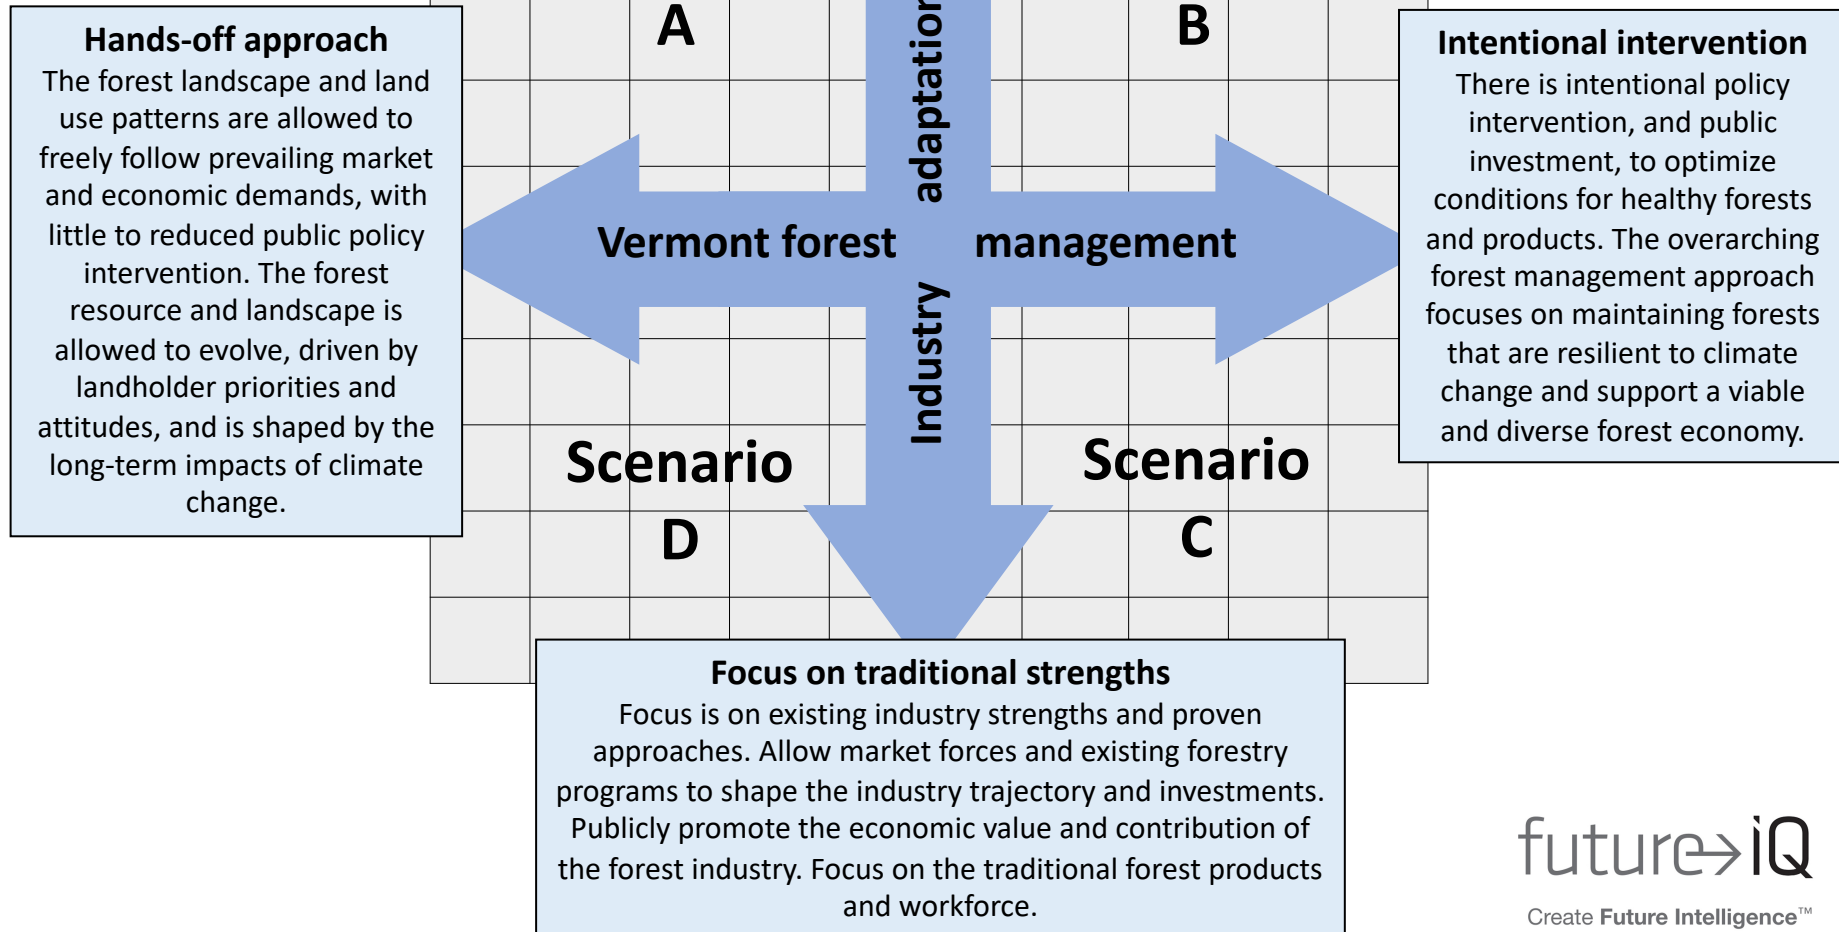 Hands-off approach
The forest landscape and land
use patterns are allowed to
freely follow prevailing market
and economic demands, with
little to reduced public policy
intervention. The forest
resource and landscape is
allowed to evolve, driven by
landholder priorities and
attitudes, and is shaped by the
long-term impacts of climate
change.
A
B
Industry adaptation
Vermont forest management
Intentional intervention
There is intentional policy
intervention, and public
investment, to optimize
conditions for healthy forests
and products. The overarching
forest management approach
focuses on maintaining forests
that are resilient to climate
change and support a viable
and diverse forest economy.
Scenario
D
Scenario
C
Focus on traditional strengths
Focus is on existing industry strengths and proven
approaches. Allow market forces and existing forestry
programs to shape the industry trajectory and investments.
Publicly promote the economic value and contribution of
the forest industry. Focus on the traditional forest products
and workforce.
future→iQ
Create Future Intelligence™